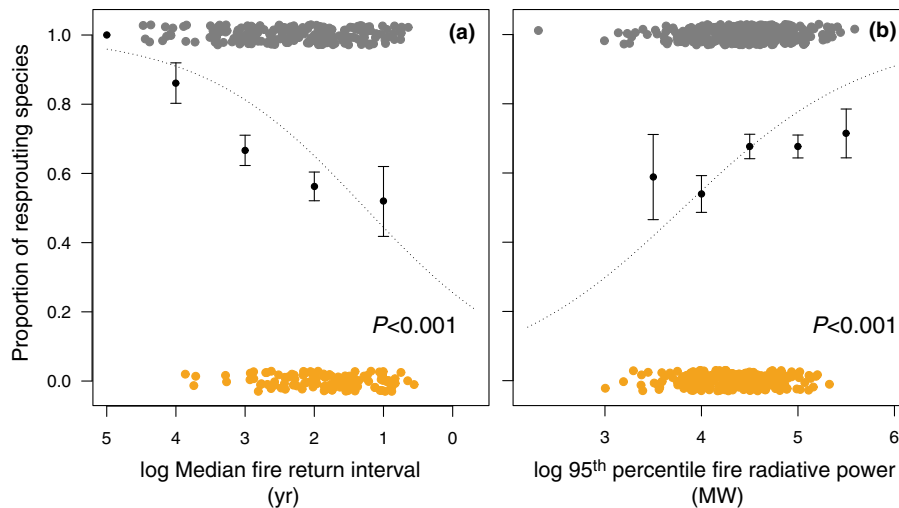 (a)
(b)
Proportion of resprouting species
1.0
0.8
0.6
0.4
0.2
0.0
P<0.001
P<0.001
5 4 3 2 1 0
3 4 5 6
log Median fire return interval
(yr)
log 95th percentile fire radiative power
(MW)